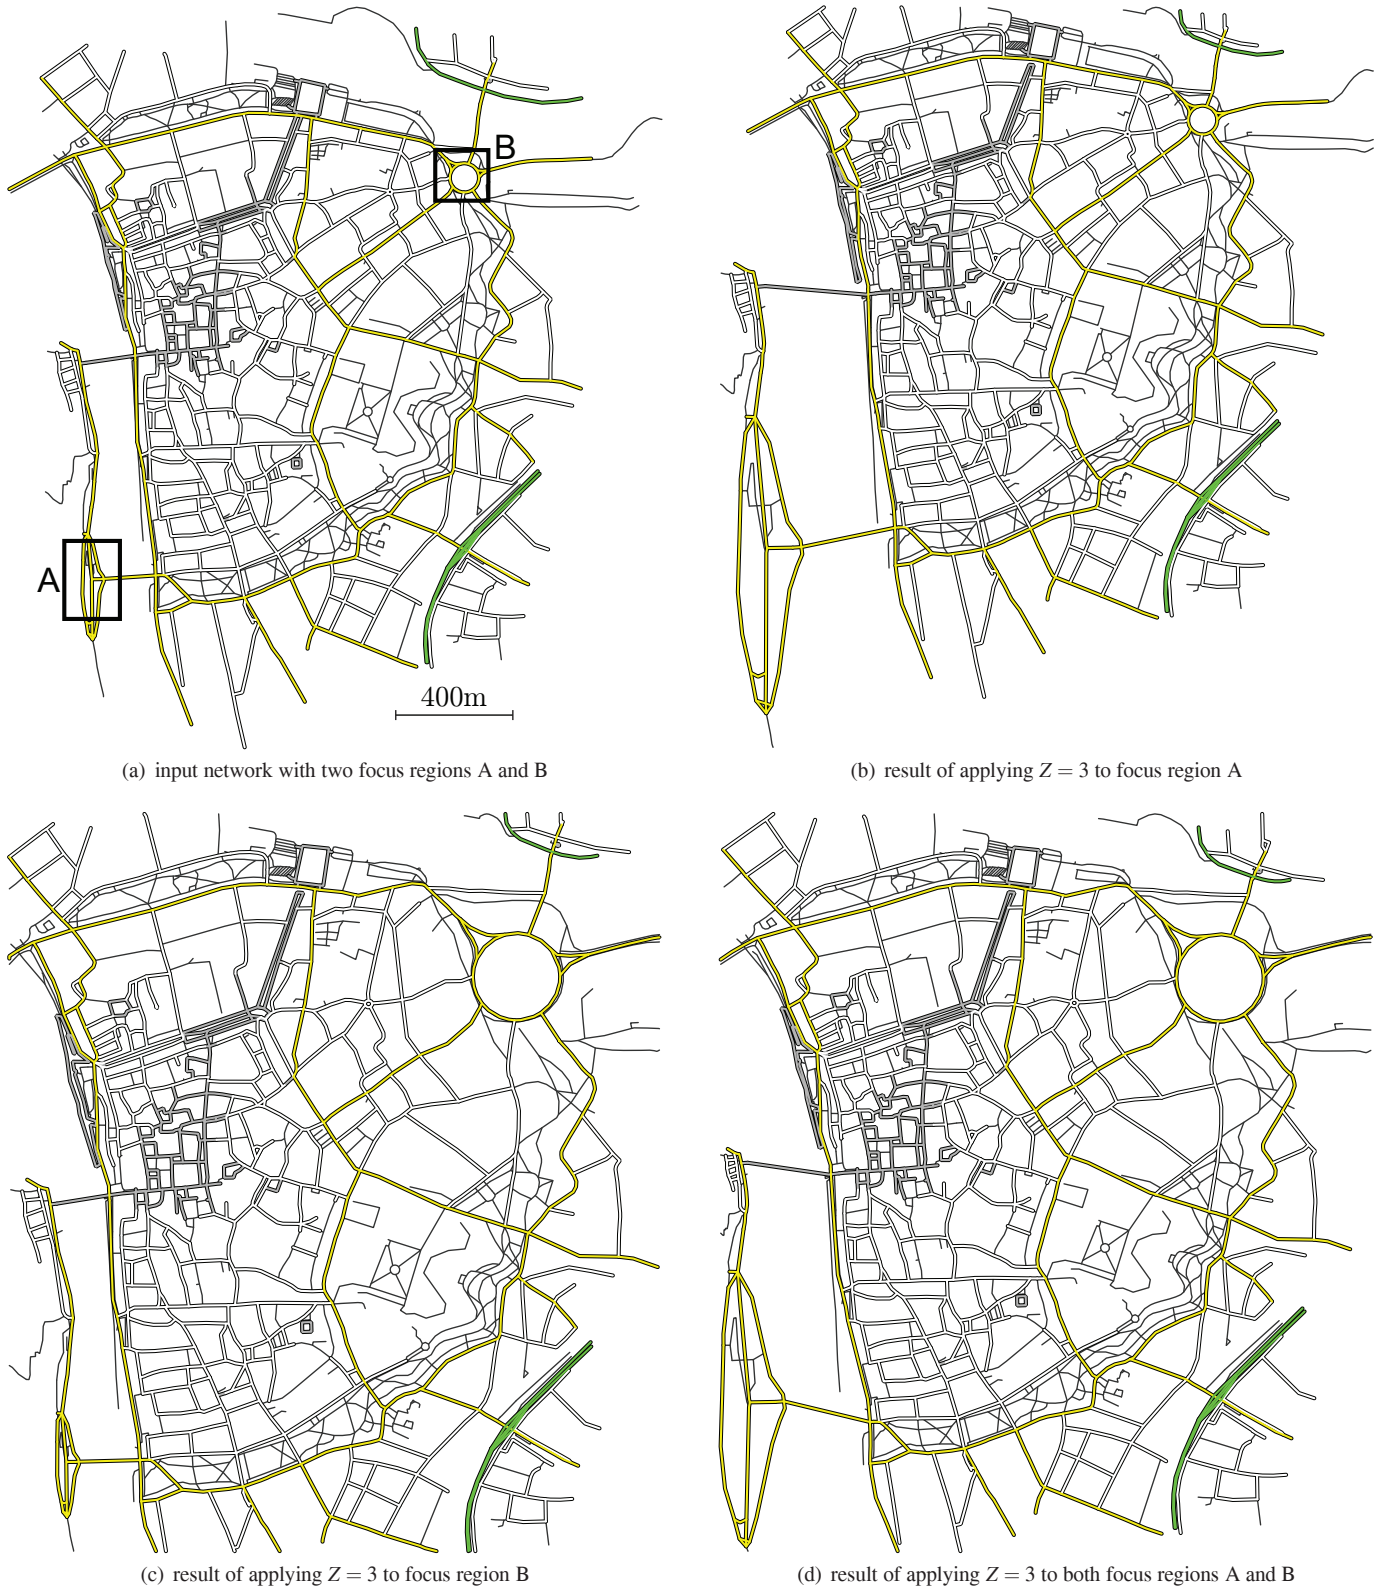 B
A
400m
(a) input network with two focus regions A and B
(b) result of applying Z = 3 to focus region A
(c) result of applying Z = 3 to focus region B
(d) result of applying Z = 3 to both focus regions A and B